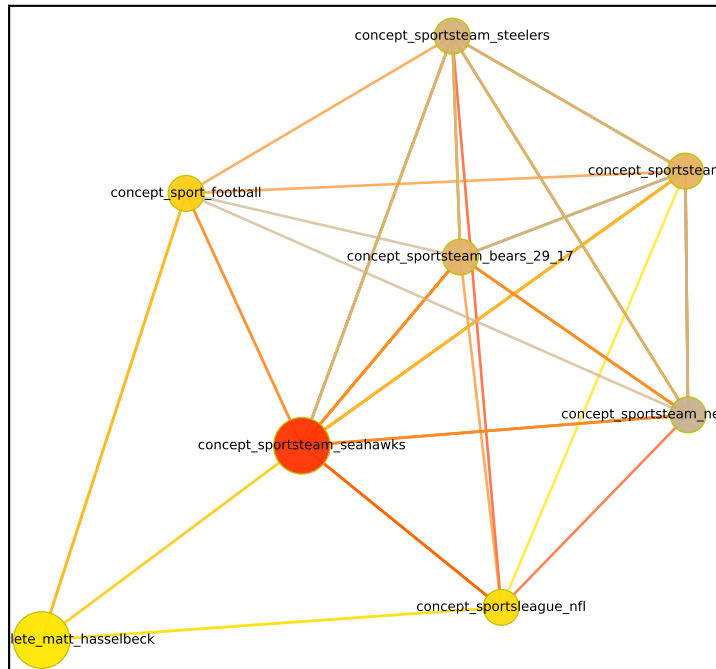 concept_sportsteam_steelers
concept_sportsteam
concept_sport_football
concept_sportsteam_bears_29_17
concept_sportsteam_ne
concept_sportsteam_seahawks
concept_sportsleague_nfl
lete_matt_hasselbeck